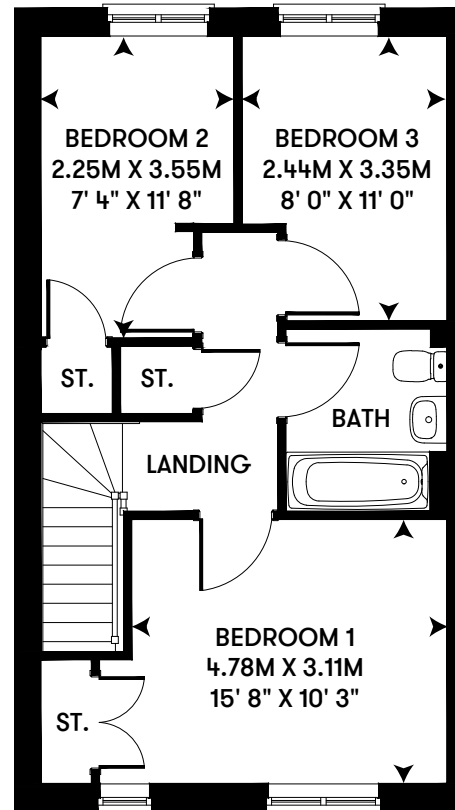 BEDROOM 2
2.25M X 3.55M
7' 4" X 11' 8"
BEDROOM 3
2.44M X 3.35M
8' 0" X 11' 0"
ST.
ST.
BATH
LANDING
BEDROOM 1
4.78M X 3.11M
15' 8" X 10' 3"
ST.